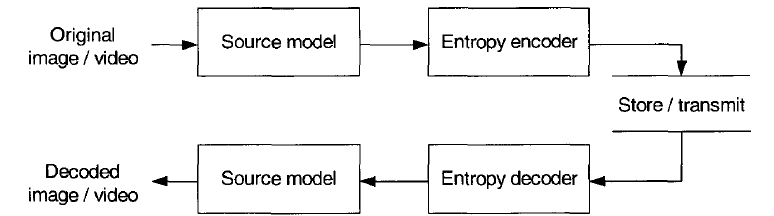 Original
image / video
Source model
Entropy encoder
Store / transmit
Decoded
image / video
Source model
Entropy decoder